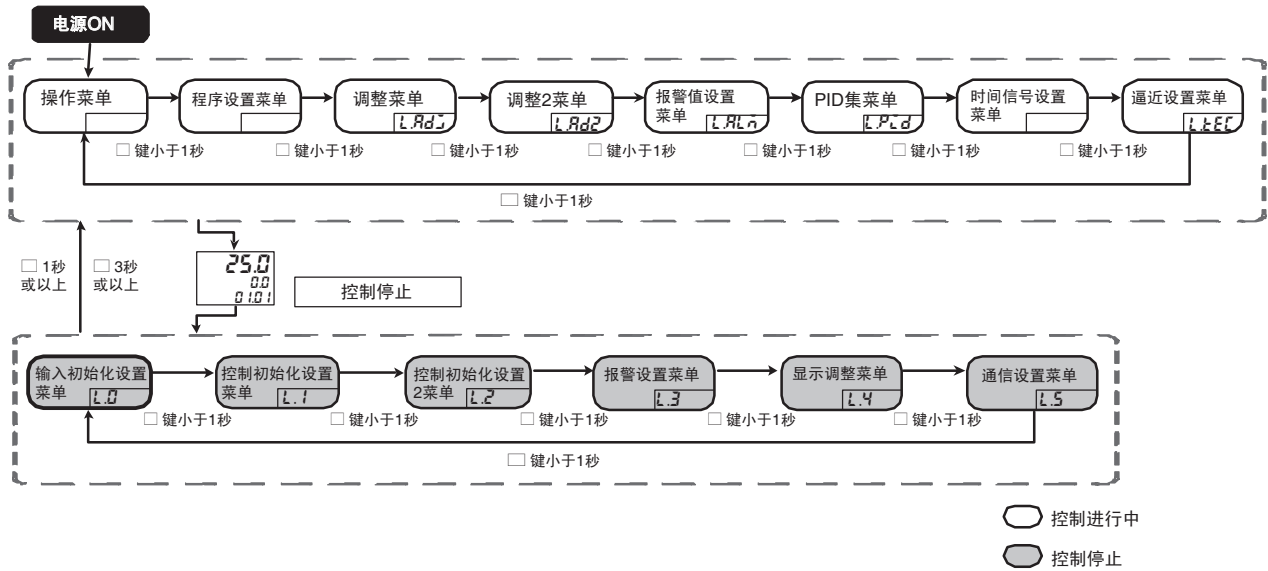 电源ON
操作菜单
程序设置菜单
调整菜单
L.Adj
调整2菜单
L.Ad2
报警值设置
菜单
L.ALm
PID集菜单
L.Pid
时间信号设置
菜单
逼近设置菜单
L.tEC
□ 键小于1秒
□ 键小于1秒
□ 键小于1秒
□ 键小于1秒
□ 键小于1秒
□ 键小于1秒
□ 键小于1秒
□ 键小于1秒
□ 1秒
或以上
□ 3秒
或以上
25.0
0.0
01.01
控制停止
输入初始化设置
菜单 L.0
控制初始化设置
菜单 L.1
控制初始化设置
2菜单 L.2
报警设置菜单
L.3
显示调整菜单
L.4
通信设置菜单
L.5
□ 键小于1秒
□ 键小于1秒
□ 键小于1秒
□ 键小于1秒
□ 键小于1秒
□ 键小于1秒
控制进行中
控制停止